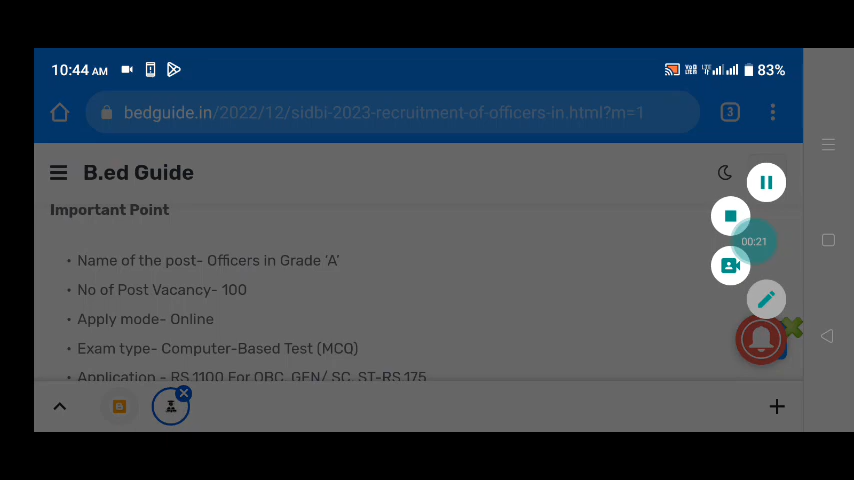 10:44 AM
83%
bedguide.in/2022/12/sidbi-2023-recruitment-of-officers-in.html?m=1
3
B.ed Guide
Important Point
• Name of the post- Officers in Grade 'A'
• No of Post Vacancy- 100
• Apply mode- Online
• Exam type- Computer-Based Test (MCQ)
• Application - RS.1100 For OBC, GEN/ SC, ST-RS.175
00:21